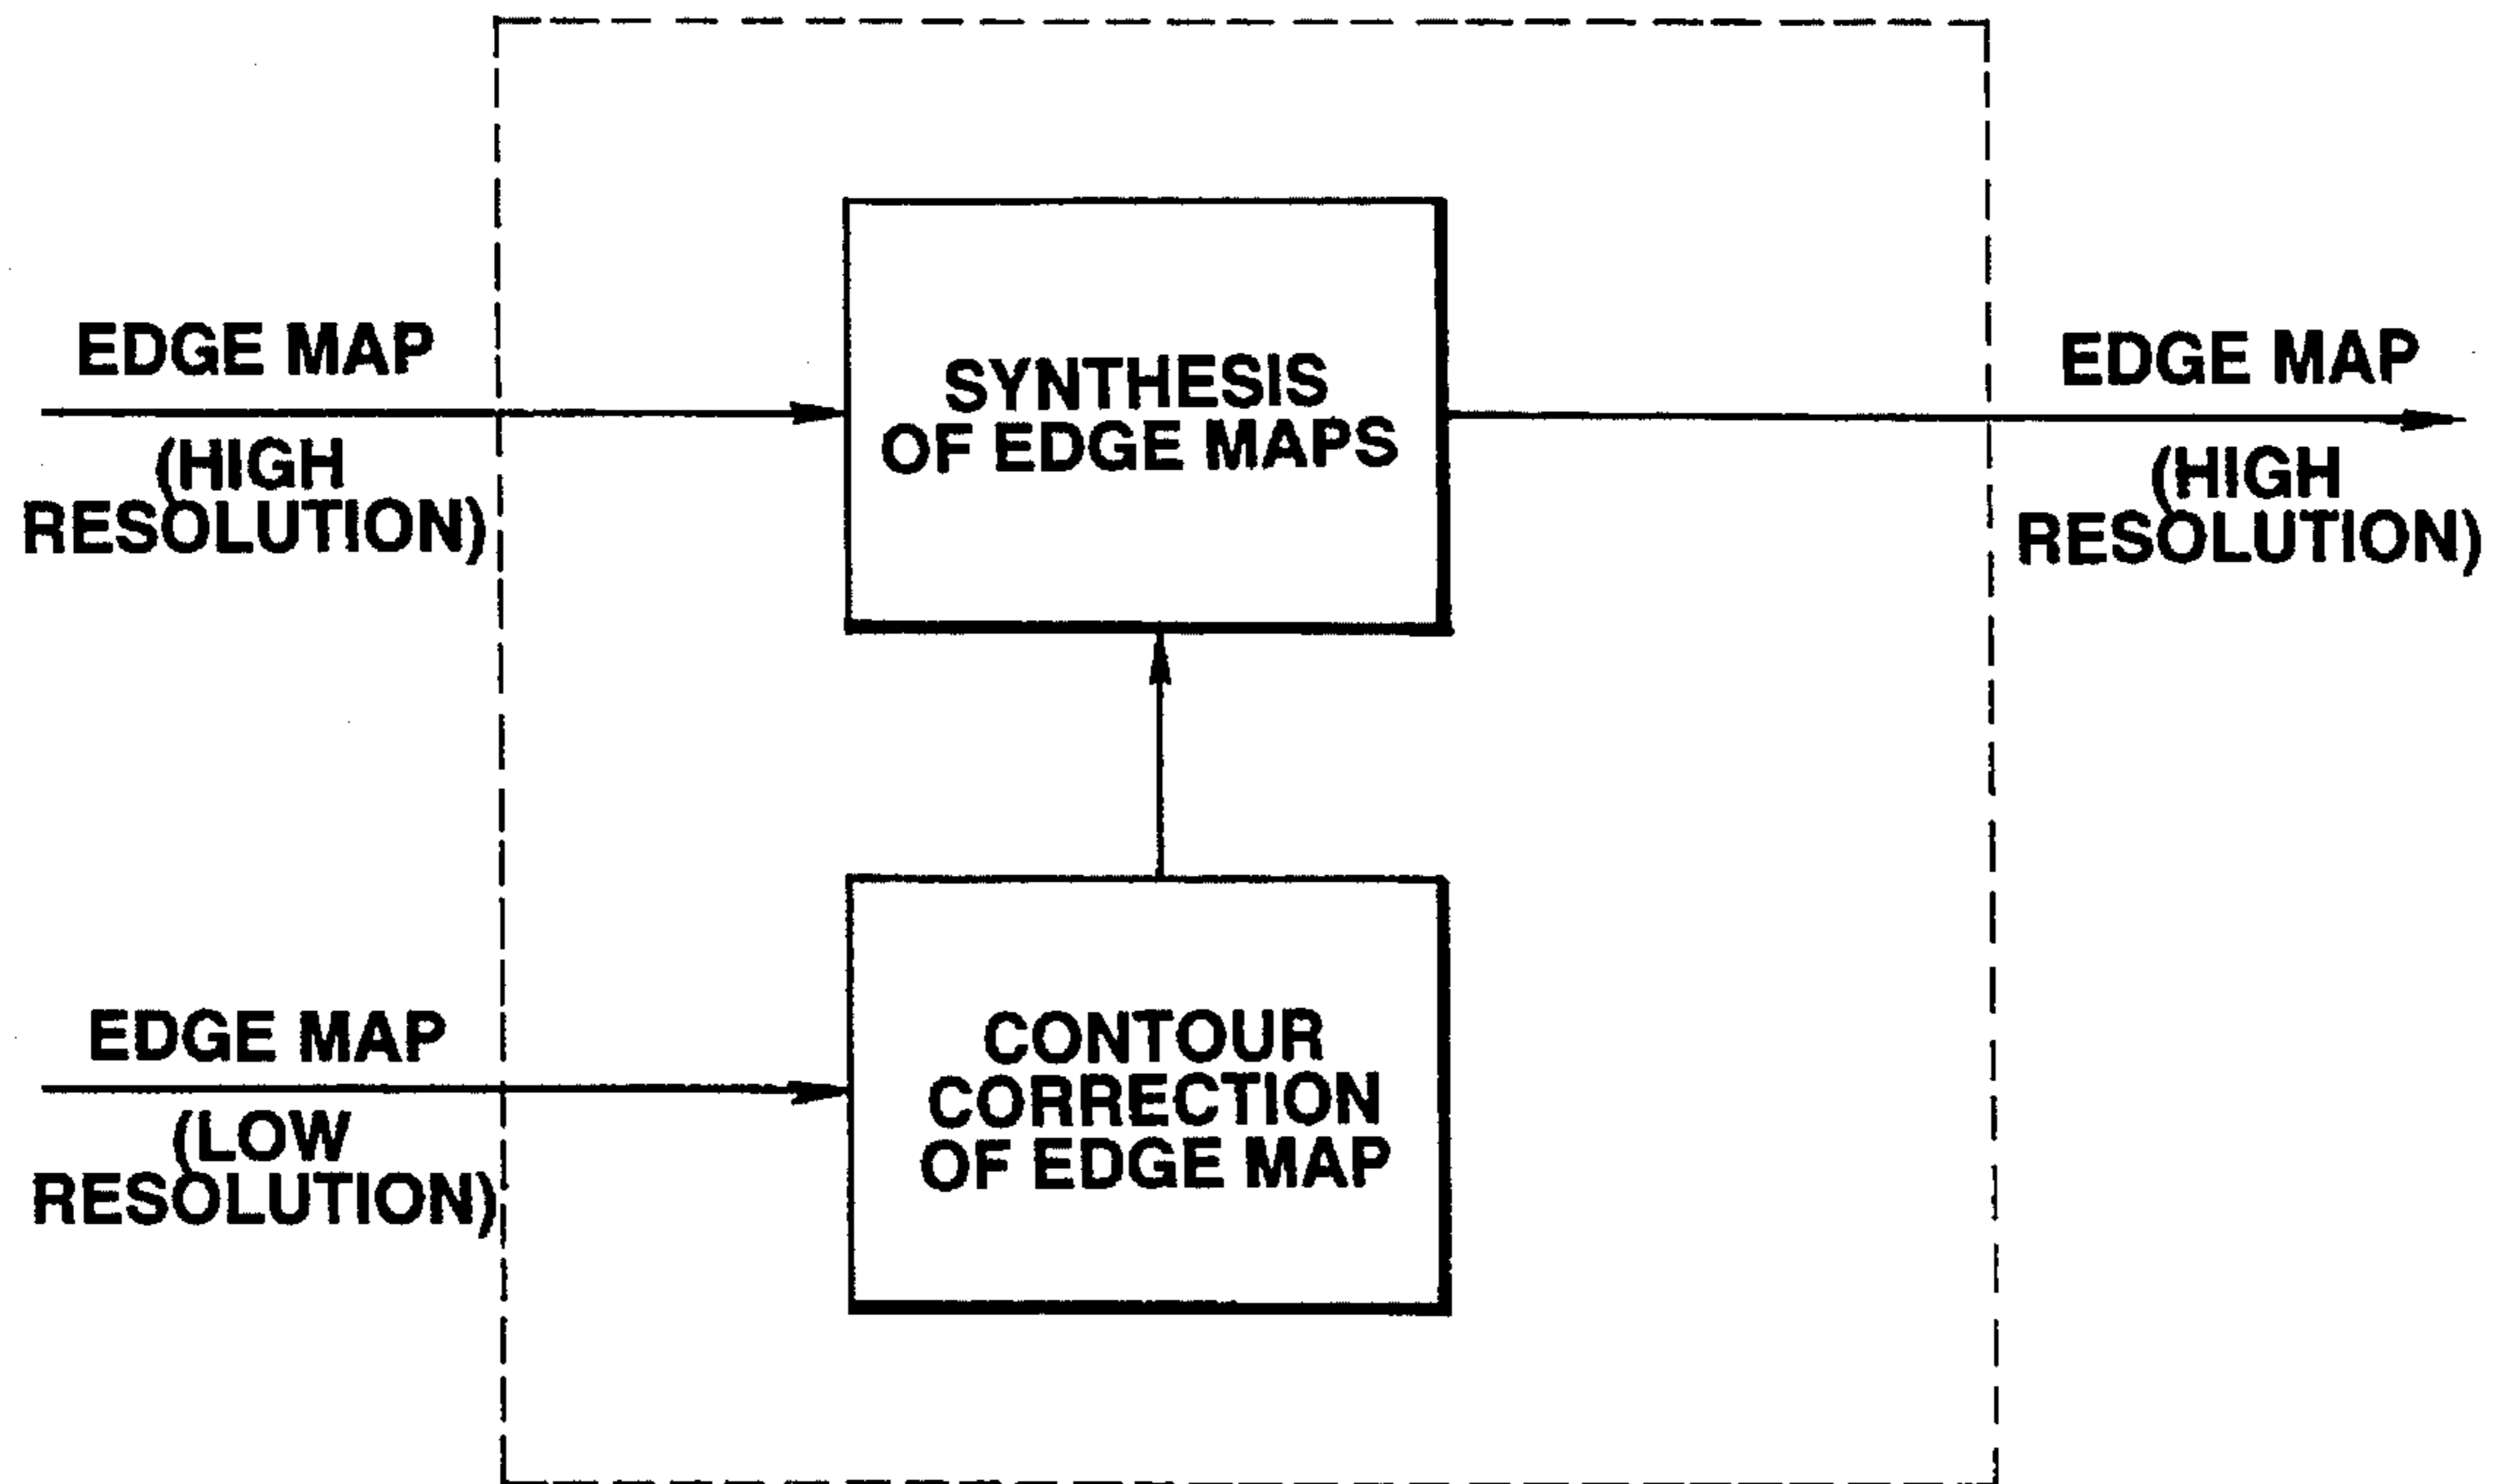 EDGE MAP
(HIGH
RESOLUTION)
SYNTHESIS
OF EDGE MAPS
EDGE MAP
(HIGH
RESOLUTION)
EDGE MAP
(LOW
RESOLUTION)
CONTOUR
CORRECTION
OF EDGE MAP